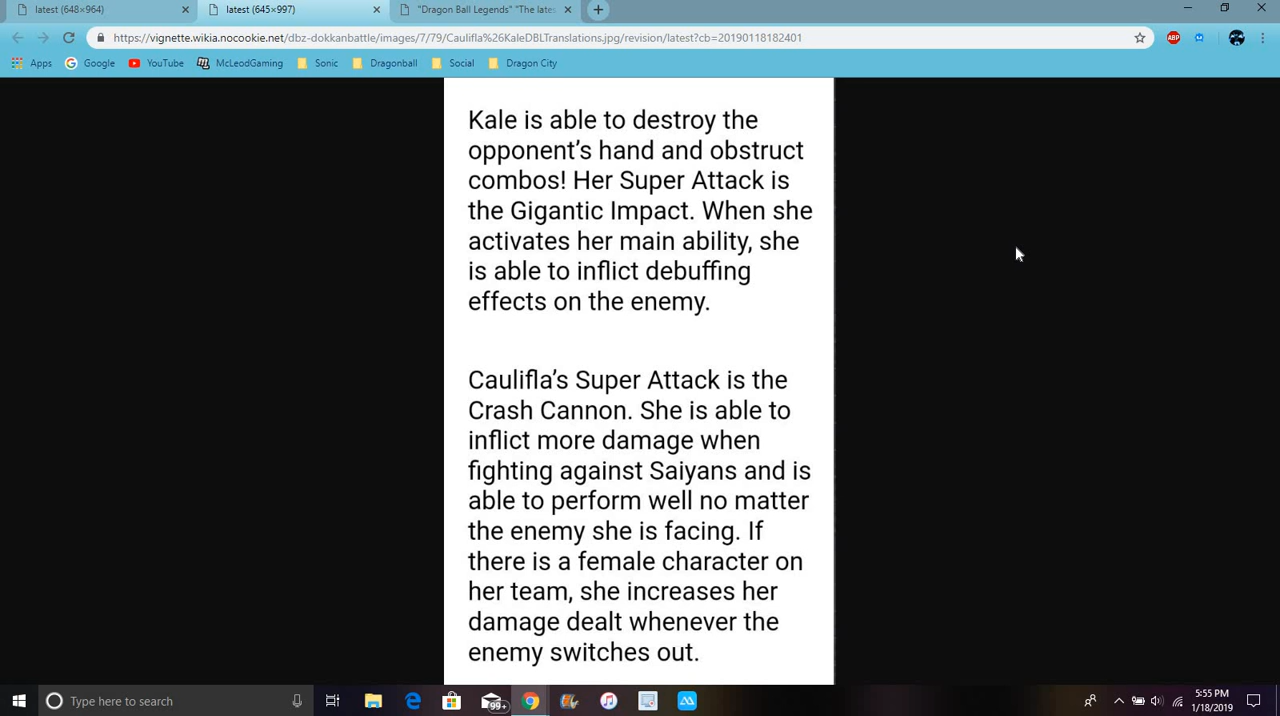 latest (648×964)
latest (645×997)
"Dragon Ball Legends" "The lates
https://vignette.wikia.nocookie.net/dbz-dokkanbattle/images/7/79/Caulifla%26KaleDBLTranslations.jpg/revision/latest?cb=20190118182401
ABP
Apps
Google
YouTube
McLeodGaming
Sonic
Dragonball
Social
Dragon City
Kale is able to destroy the
opponent’s hand and obstruct
combos! Her Super Attack is
the Gigantic Impact. When she
activates her main ability, she
is able to inflict debuffing
effects on the enemy.
Caulifla’s Super Attack is the
Crash Cannon. She is able to
inflict more damage when
fighting against Saiyans and is
able to perform well no matter
the enemy she is facing. If
there is a female character on
her team, she increases her
damage dealt whenever the
enemy switches out.
Type here to search
99+
5:55 PM
1/18/2019